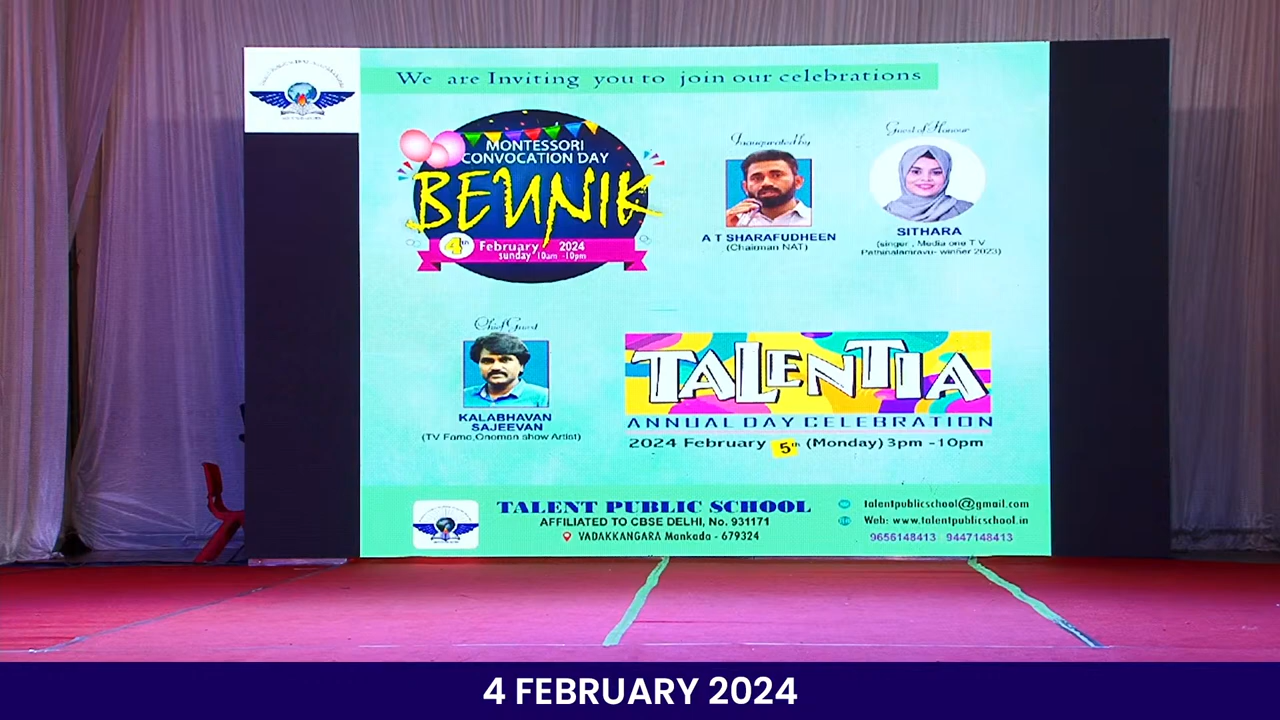 We are Inviting you to join our celebrations
MONTESSORI
CONVOCATION DAY
BEUNIK
4th February 2024
sunday 10am -10pm
Inaugurated by
A T SHARAFUDHEEN
(Chairman NAT)
Guest of Honour
SITHARA
(singer , Media one T V
Pathinalamravu- winner 2023)
Chief Guest
KALABHAVAN
SAJEEVAN
(TV Fame,Oneman show Artist)
TALENTIA
ANNUAL DAY CELEBRATION
2024 February 5th (Monday) 3pm -10pm
TALENT PUBLIC SCHOOL
AFFILIATED TO CBSE DELHI, No. 931171
VADAKKANGARA Mankada - 679324
talentpublicschool@gmail.com
Web: www.talentpublicschool.in
9656148413 9447148413
4 FEBRUARY 2024